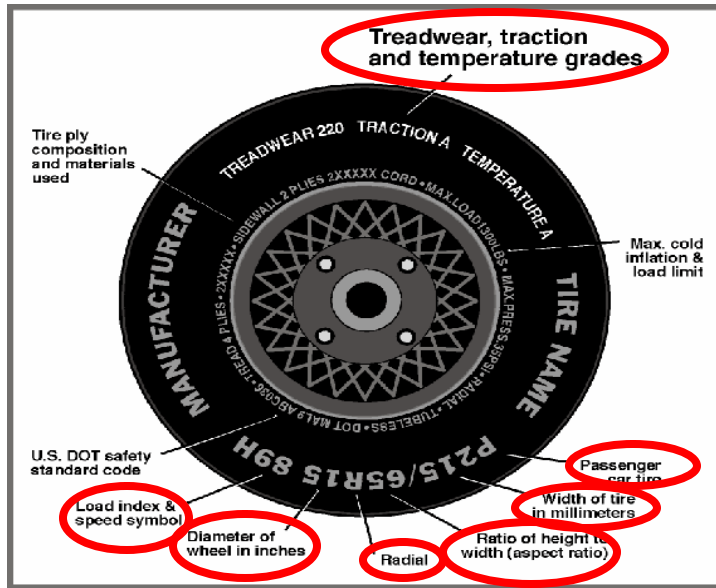 Treadwear, traction
and temperature grades
Tire ply
composition
and materials
used
TREADWEAR 220 TRACTION A TEMPERATURE A
SIDEWALL 2 PLIES 2XXXXX CORD • MAX.LOAD 1300LBS • MAX.PRESS.35PSI • RADIAL • TUBELESS • DOT MAL9 ABC036 • TREAD 4 PLIES • 2XXXXX •
Max. cold
inflation &
load limit
MANUFACTURER
TIRE NAME
U.S. DOT safety
standard code
P215/65R15 89H
Passenger
car tire
Load index &
speed symbol
Width of tire
in millimeters
Diameter of
wheel in inches
Radial
Ratio of height to
width (aspect ratio)